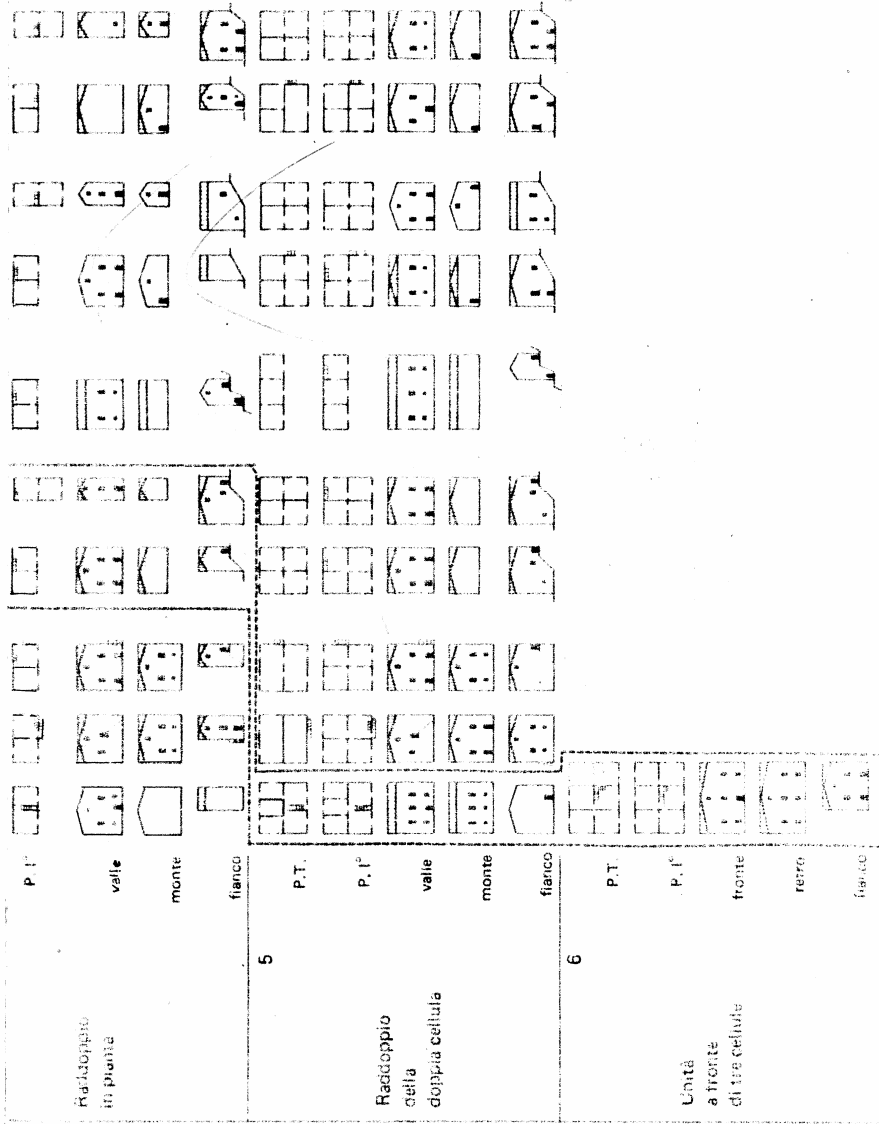 Raddoppio
in pianta
P. I°
valle
monte
fianco
5
Raddoppio
della
doppia cellula
P.T.
P. I°
valle
monte
fianco
6
Unità
a fronte
di tre cellule
P.T.
P. I°
fronte
retro
fianco